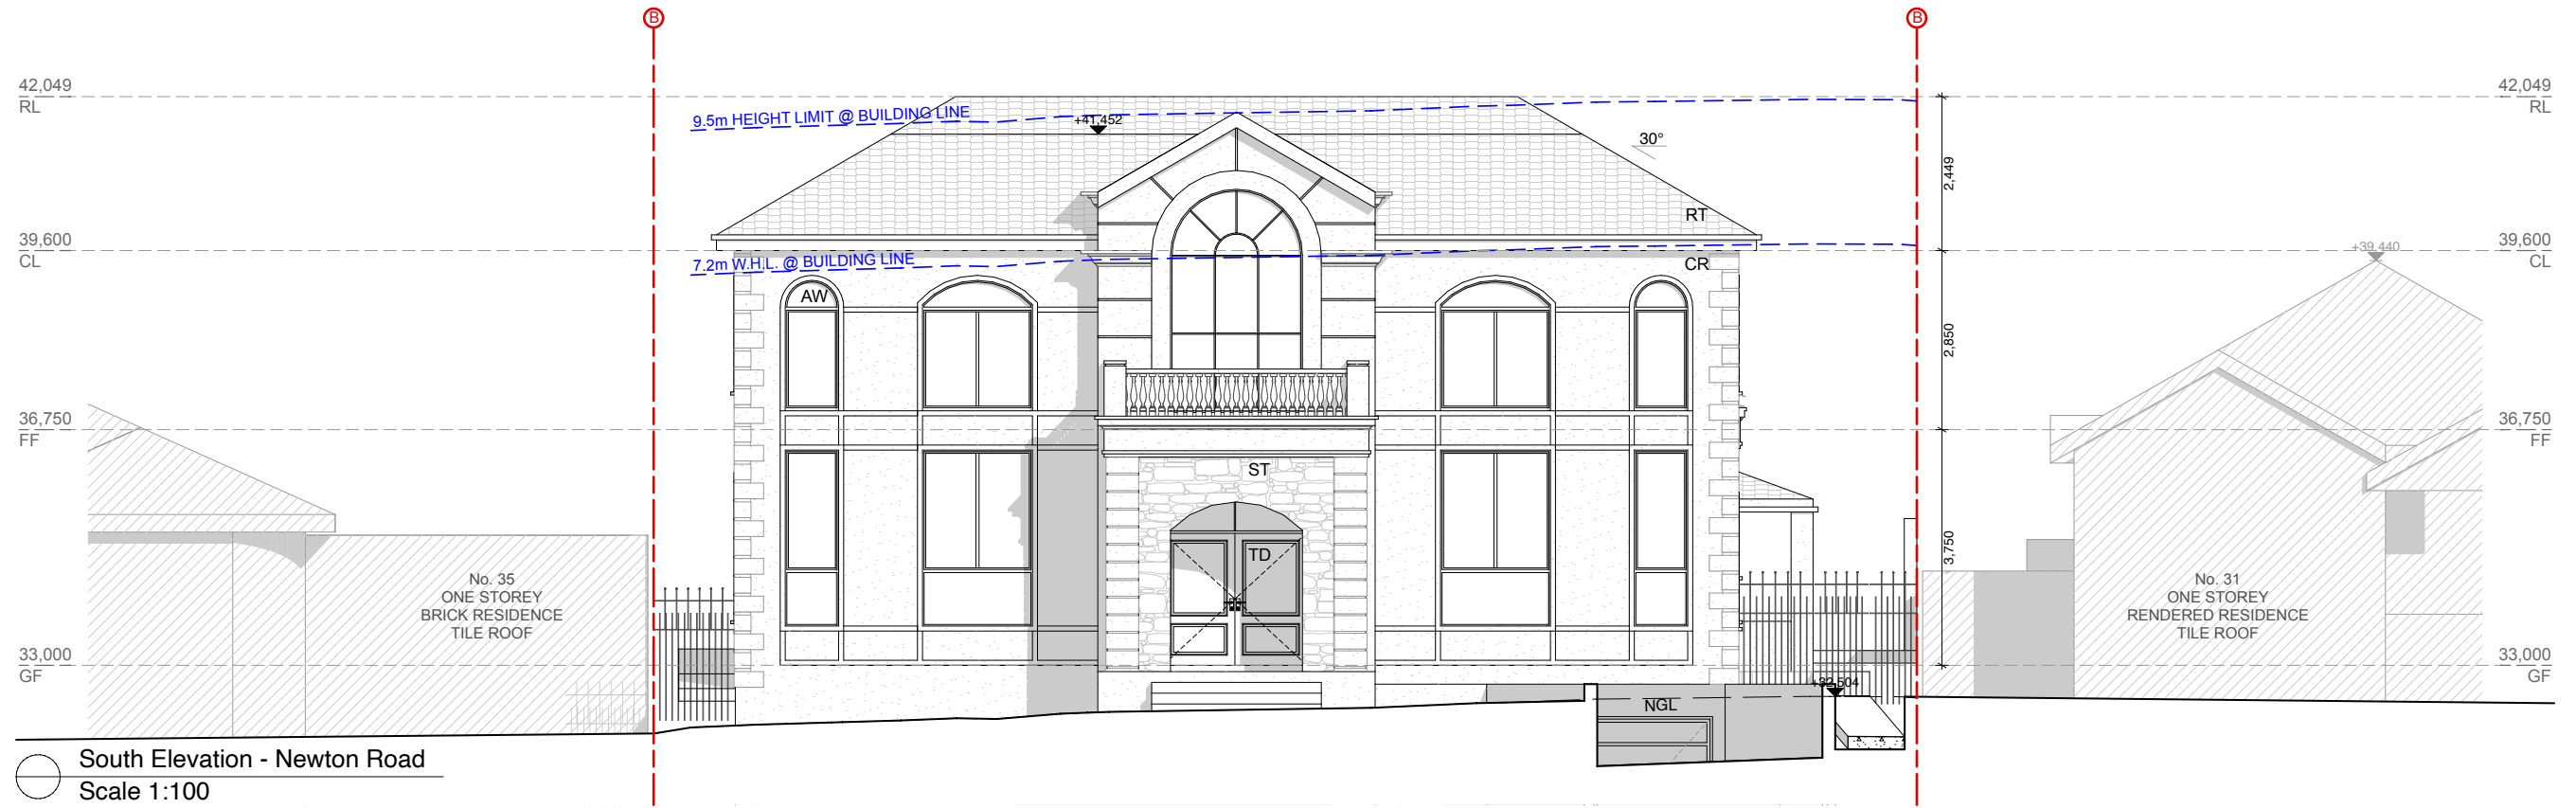 B
B
42,049
RL
42,049
RL
9.5m HEIGHT LIMIT @ BUILDING LINE
+41,452
30°
2,449
RT
39,600
CL
39,600
CL
+39,440
7.2m W.H.L. @ BUILDING LINE
CR
AW
2,850
36,750
FF
36,750
FF
ST
TD
3,750
No. 35
ONE STOREY
BRICK RESIDENCE
TILE ROOF
No. 31
ONE STOREY
RENDERED RESIDENCE
TILE ROOF
33,000
GF
33,000
GF
+32,504
NGL
South Elevation - Newton Road
Scale 1:100